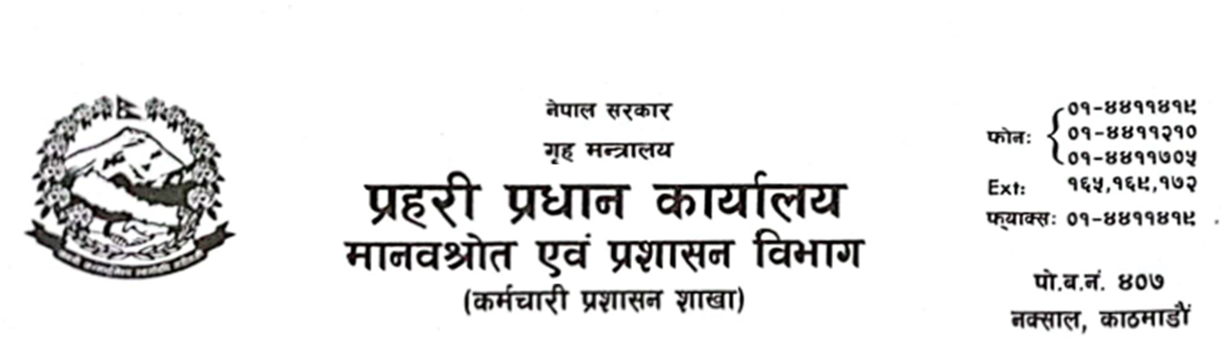 नेपाल सरकार
गृह मन्त्रालय
प्रहरी प्रधान कार्यालय
मानवश्रोत एवं प्रशासन विभाग
(कर्मचारी प्रशासन शाखा)
फोन:
०१-४४११४१९
०१-४४११२१०
०१-४४११७०५
Ext: १६५,१६९,१७२
फ्याक्स: ०१-४४११४१९
पो.ब.नं. ४०७
नक्साल, काठमाडौं